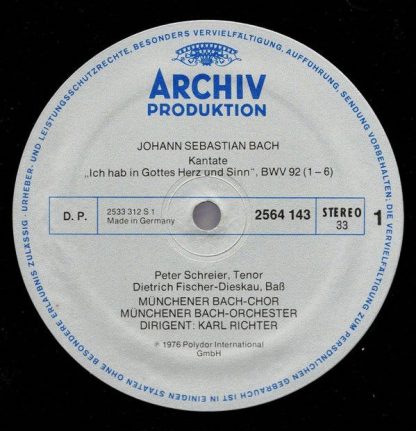 ALLE URHEBER- UND LEISTUNGSSCHUTZRECHTE, BESONDERS VERVIELFÄLTIGUNG, AUFFÜHRUNG, SENDUNG VORBEHALTEN; DIE VERVIELFÄLTIGUNG ZUM PERSÖNLICHEN GEBRAUCH IST IN EINIGEN STAATEN OHNE BESONDERE ERLAUBNIS ZULÄSSIG ·
ARCHIV
PRODUKTION
JOHANN SEBASTIAN BACH
Kantate
„Ich hab in Gottes Herz und Sinn“, BWV 92 (1–6)
D. P. 2533 312 S 1 2564 143 STEREO 1
Made in Germany 33
Peter Schreier, Tenor
Dietrich Fischer-Dieskau, Baß
MÜNCHENER BACH-CHOR
MÜNCHENER BACH-ORCHESTER
DIRIGENT: KARL RICHTER
℗ 1976 Polydor International
GmbH